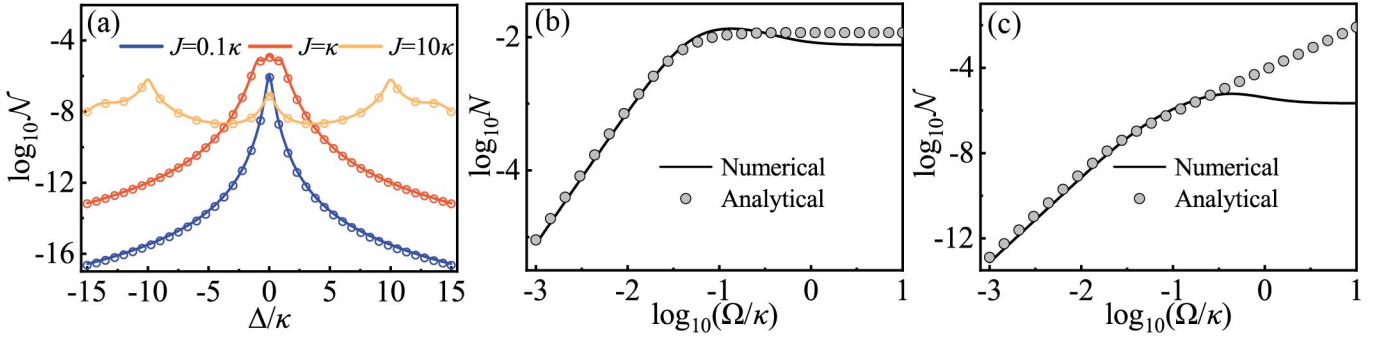 (a)
J=0.1κ J=κ J=10κ
log₁₀𝒩
-4
-8
-12
-16
-15 -10 -5 0 5 10 15
Δ/κ
(b)
log₁₀N
-2
-4
Numerical
Analytical
-3 -2 -1 0 1
log₁₀(Ω/κ)
(c)
log₁₀𝒩
-4
-8
-12
Numerical
Analytical
-3 -2 -1 0 1
log₁₀(Ω/κ)